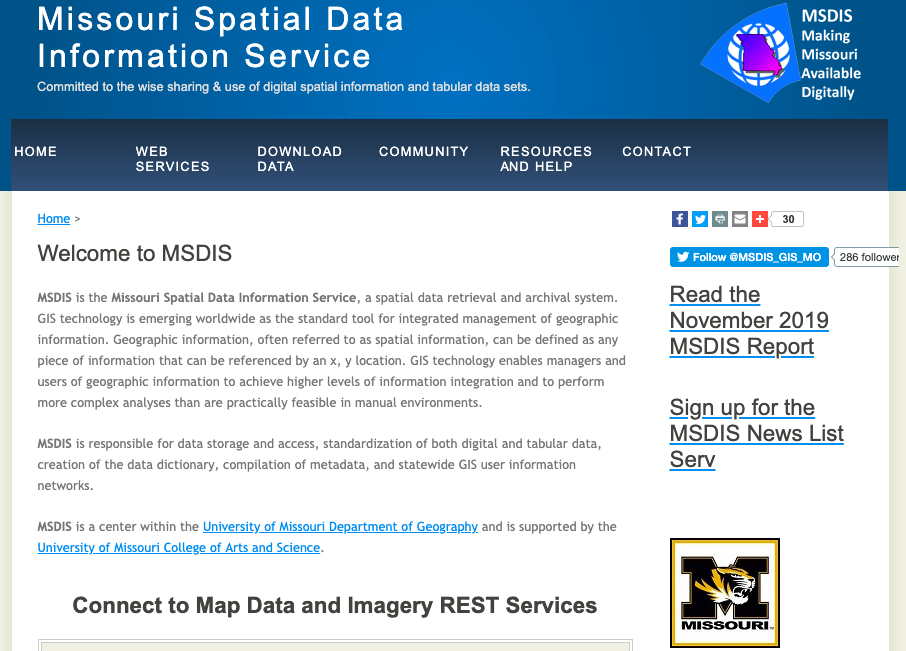 Missouri Spatial Data
Information Service
Committed to the wise sharing & use of digital spatial information and tabular data sets.
MSDIS
Making
Missouri
Available
Digitally
HOME
WEB
SERVICES
DOWNLOAD
DATA
COMMUNITY
RESOURCES
AND HELP
CONTACT
Home >
Welcome to MSDIS
MSDIS is the Missouri Spatial Data Information Service, a spatial data retrieval and archival system.
GIS technology is emerging worldwide as the standard tool for integrated management of geographic
information. Geographic information, often referred to as spatial information, can be defined as any
piece of information that can be referenced by an x, y location. GIS technology enables managers and
users of geographic information to achieve higher levels of information integration and to perform
more complex analyses than are practically feasible in manual environments.
MSDIS is responsible for data storage and access, standardization of both digital and tabular data,
creation of the data dictionary, compilation of metadata, and statewide GIS user information
networks.
MSDIS is a center within the University of Missouri Department of Geography and is supported by the
University of Missouri College of Arts and Science.
Connect to Map Data and Imagery REST Services
30
Follow @MSDIS_GIS_MO
286 follower
Read the
November 2019
MSDIS Report
Sign up for the
MSDIS News List
Serv
M
MISSOURI